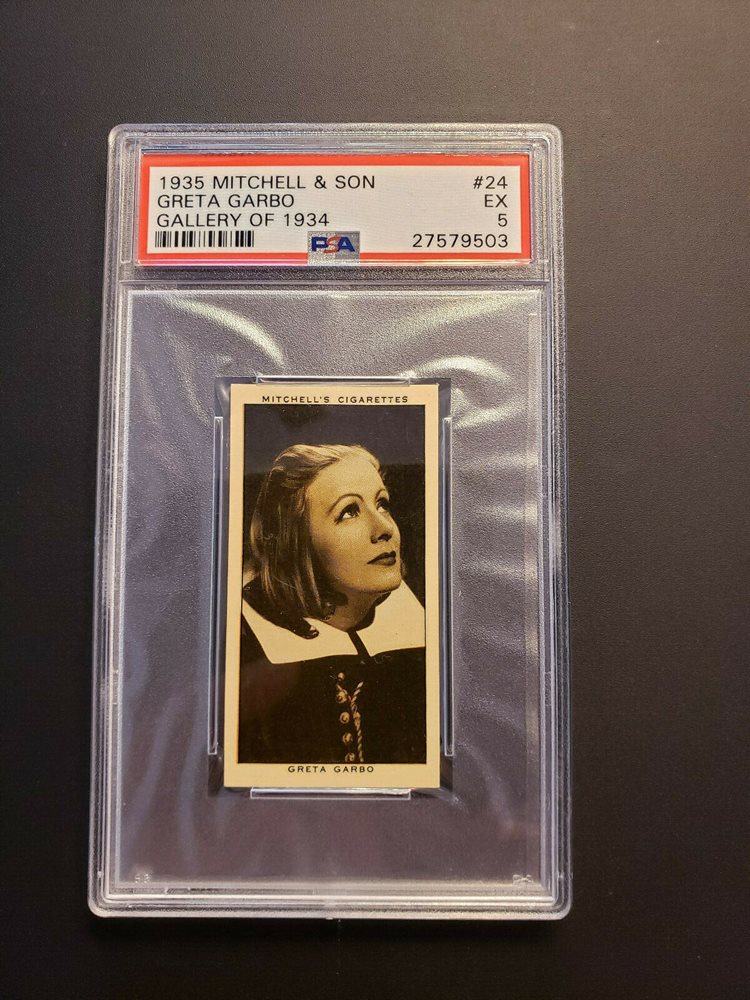 1935 MITCHELL & SON #24
GRETA GARBO EX
GALLERY OF 1934 5
PSA 27579503
MITCHELL'S CIGARETTES
GRETA GARBO